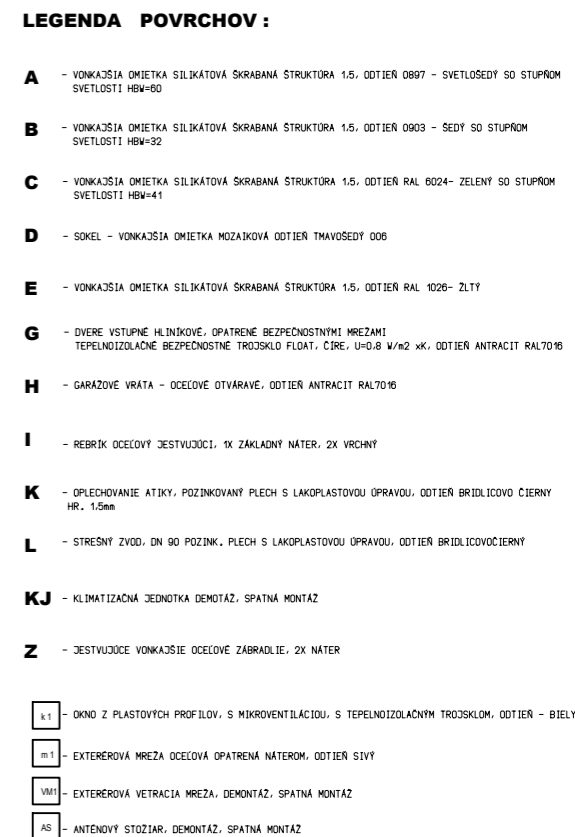 LEGENDA POVRCHOV :
A - VONKAJŠIA OMIETKA SILIKÁTOVÁ ŠKRABANÁ ŠTRUKTÚRA 1,5, ODTIEŇ 0897 - SVETLOŠEDÝ SO STUPŇOM
SVETLOSTI HBW=60
B - VONKAJŠIA OMIETKA SILIKÁTOVÁ ŠKRABANÁ ŠTRUKTÚRA 1,5, ODTIEŇ 0903 - ŠEDÝ SO STUPŇOM
SVETLOSTI HBW=32
C - VONKAJŠIA OMIETKA SILIKÁTOVÁ ŠKRABANÁ ŠTRUKTÚRA 1,5, ODTIEŇ RAL 6024- ZELENÝ SO STUPŇOM
SVETLOSTI HBW=41
D - SOKEL - VONKAJŠIA OMIETKA MOZAIKOVÁ ODTIEŇ TMAVOŠEDÝ 006
E - VONKAJŠIA OMIETKA SILIKÁTOVÁ ŠKRABANÁ ŠTRUKTÚRA 1,5, ODTIEŇ RAL 1026- ŽLTÝ
G - DVERE VSTUPNÉ HLINÍKOVÉ, OPATRENÉ BEZPEČNOSTNÝMI MREŽAMI
TEPELNOIZOLAČNÉ BEZPEČNOSTNÉ TROJSKLO FLOAT, ČÍRE, U=0,8 W/m2 xK, ODTIEŇ ANTRACIT RAL7016
H - GARÁŽOVÉ VRÁTA - OCEĽOVÉ OTVÁRAVÉ, ODTIEŇ ANTRACIT RAL7016
I - REBRÍK OCEĽOVÝ JESTVUJÚCI, 1X ZÁKLADNÝ NÁTER, 2X VRCHNÝ
K - OPLECHOVANIE ATIKY, POZINKOVANÝ PLECH S LAKOPLASTOVOU ÚPRAVOU, ODTIEŇ BRIDLICOVO ČIERNY
HR. 1,5mm
L - STREŠNÝ ZVOD, DN 90 POZINK. PLECH S LAKOPLASTOVOU ÚPRAVOU, ODTIEŇ BRIDLICOVOČIERNÝ
KJ - KLIMATIZAČNÁ JEDNOTKA DEMOTÁŽ, SPATNÁ MONTÁŽ
Z - JESTVUJÚCE VONKAJŠIE OCEĽOVÉ ZÁBRADLIE, 2X NÁTER
k1 - OKNO Z PLASTOVÝCH PROFILOV, S MIKROVENTILÁCIOU, S TEPELNOIZOLAČNÝM TROJSKLOM, ODTIEŇ - BIELY
m1 - EXTERÉROVÁ MREŽA OCEĽOVÁ OPATRENÁ NÁTEROM, ODTIEŇ SIVÝ
VM1 - EXTERÉROVÁ VETRACIA MREŽA, DEMONTÁŽ, SPATNÁ MONTÁŽ
AS - ANTÉNOVÝ STOŽIAR, DEMONTÁŽ, SPATNÁ MONTÁŽ